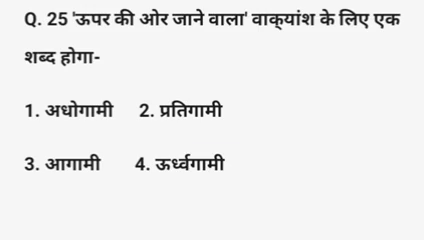 Q. 25 'ऊपर की ओर जाने वाला' वाक्यांश के लिए एक
शब्द होगा-
1. अधोगामी 2. प्रतिगामी
3. आगामी 4. ऊर्ध्वगामी